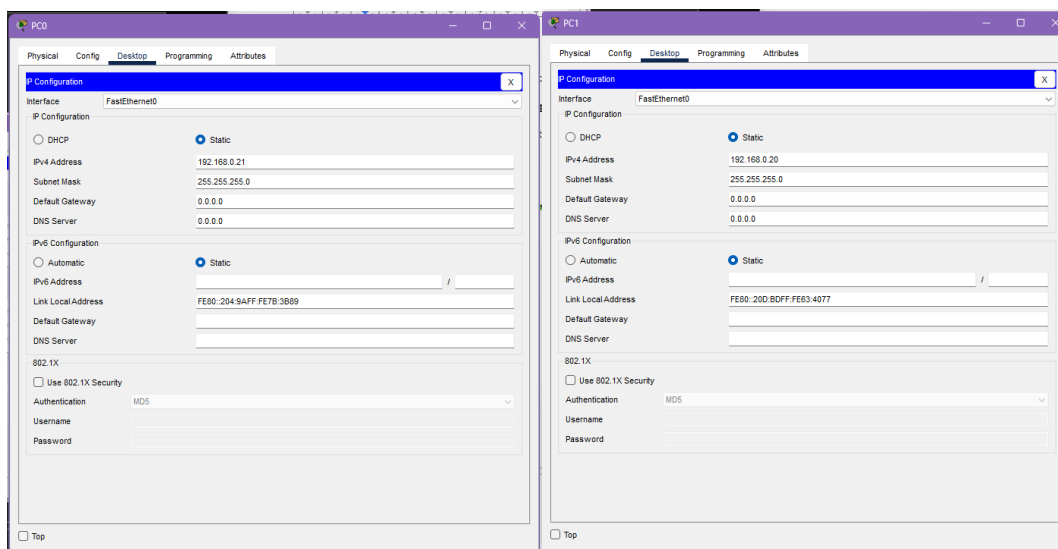 PC0
Physical Config Desktop Programming Attributes
IP Configuration X
Interface FastEthernet0
IP Configuration
DHCP Static
IPv4 Address 192.168.0.21
Subnet Mask 255.255.255.0
Default Gateway 0.0.0.0
DNS Server 0.0.0.0
IPv6 Configuration
Automatic Static
IPv6 Address /
Link Local Address FE80::204:9AFF:FE7B:3B89
Default Gateway
DNS Server
802.1X
Use 802.1X Security
Authentication MD5
Username
Password
Top
PC1
Physical Config Desktop Programming Attributes
IP Configuration X
Interface FastEthernet0
IP Configuration
DHCP Static
IPv4 Address 192.168.0.20
Subnet Mask 255.255.255.0
Default Gateway 0.0.0.0
DNS Server 0.0.0.0
IPv6 Configuration
Automatic Static
IPv6 Address /
Link Local Address FE80::20D:BDFF:FE63:4077
Default Gateway
DNS Server
802.1X
Use 802.1X Security
Authentication MD5
Username
Password
Top